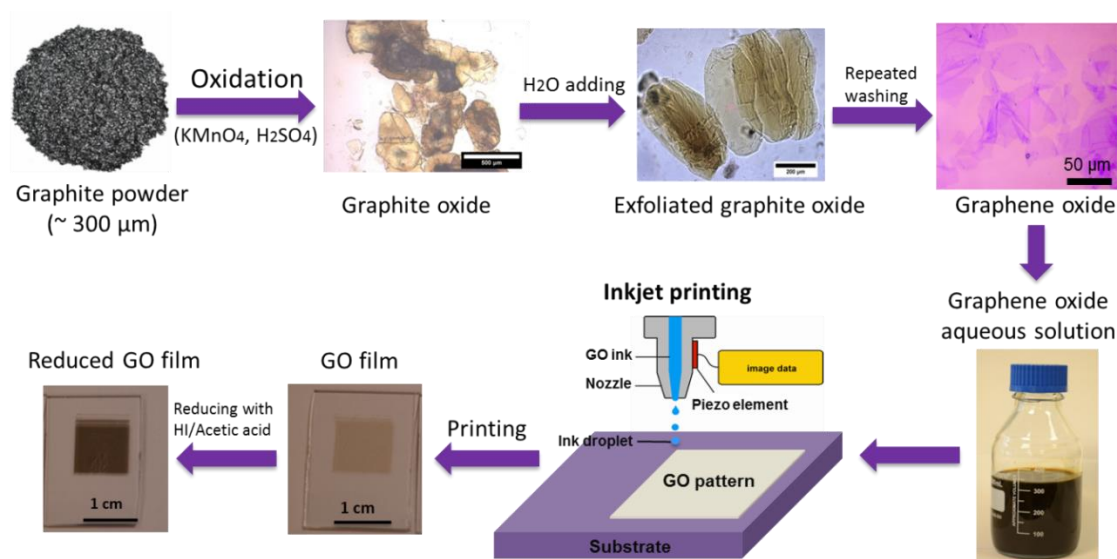 Oxidation
(KMnO4, H2SO4)
Graphite powder
(~ 300 µm)
500 µm
Graphite oxide
H2O adding
200 µm
Exfoliated graphite oxide
Repeated
washing
50 µm
Graphene oxide
Graphene oxide
aqueous solution
300
200
100
Inkjet printing
GO ink
Nozzle
image data
Piezo element
Ink droplet
GO pattern
Substrate
Printing
GO film
1 cm
Reducing with
HI/Acetic acid
Reduced GO film
1 cm